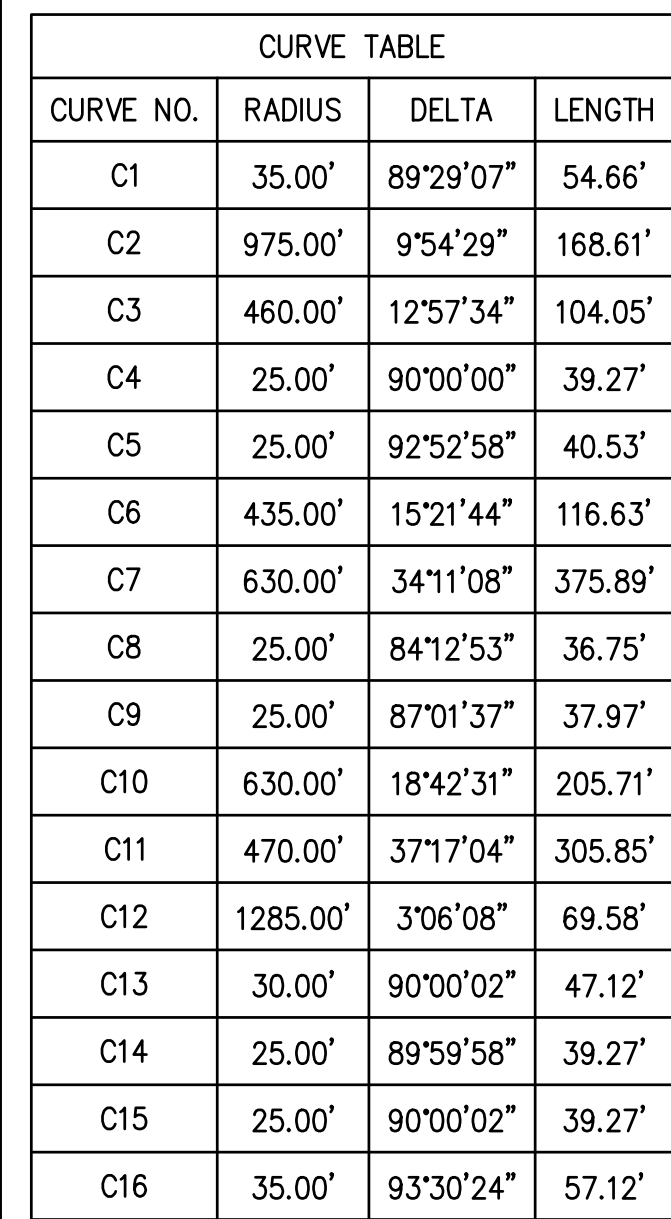 CURVE TABLE
CURVE NO. RADIUS DELTA LENGTH
C1 35.00' 89°29'07" 54.66'
C2 975.00' 9°54'29" 168.61'
C3 460.00' 12°57'34" 104.05'
C4 25.00' 90°00'00" 39.27'
C5 25.00' 92°52'58" 40.53'
C6 435.00' 15°21'44" 116.63'
C7 630.00' 34°11'08" 375.89'
C8 25.00' 84°12'53" 36.75'
C9 25.00' 87°01'37" 37.97'
C10 630.00' 18°42'31" 205.71'
C11 470.00' 37°17'04" 305.85'
C12 1285.00' 3°06'08" 69.58'
C13 30.00' 90°00'02" 47.12'
C14 25.00' 89°59'58" 39.27'
C15 25.00' 90°00'02" 39.27'
C16 35.00' 93°30'24" 57.12'